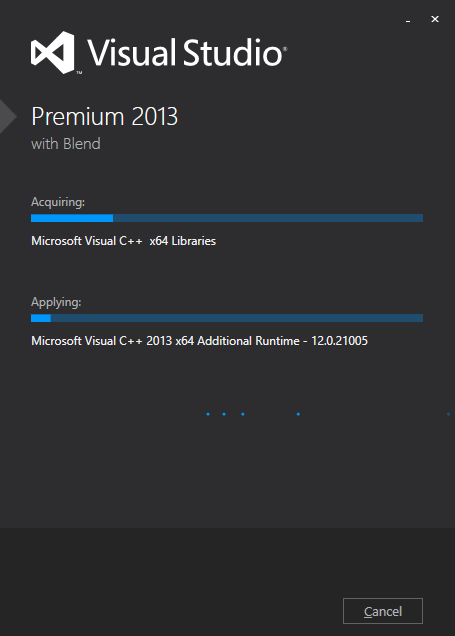 Visual Studio®
™
Premium 2013
with Blend
Acquiring:
Microsoft Visual C++ x64 Libraries
Applying:
Microsoft Visual C++ 2013 x64 Additional Runtime - 12.0.21005
Cancel